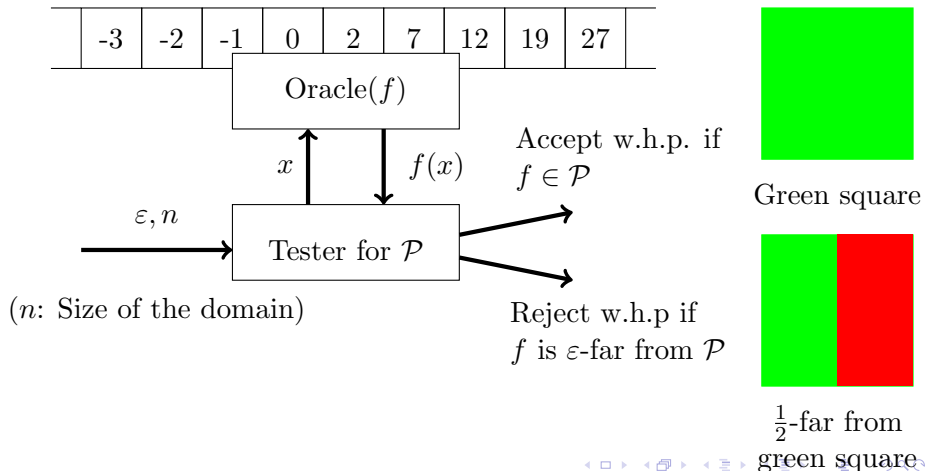 -3 -2 -1 0 2 7 12 19 27
Oracle(f)
x
f(x)
ε, n
Tester for 𝒫
(n: Size of the domain)
Accept w.h.p. if
f ∈ 𝒫
Reject w.h.p if
f is ε-far from 𝒫
Green square
1/2-far from
green square